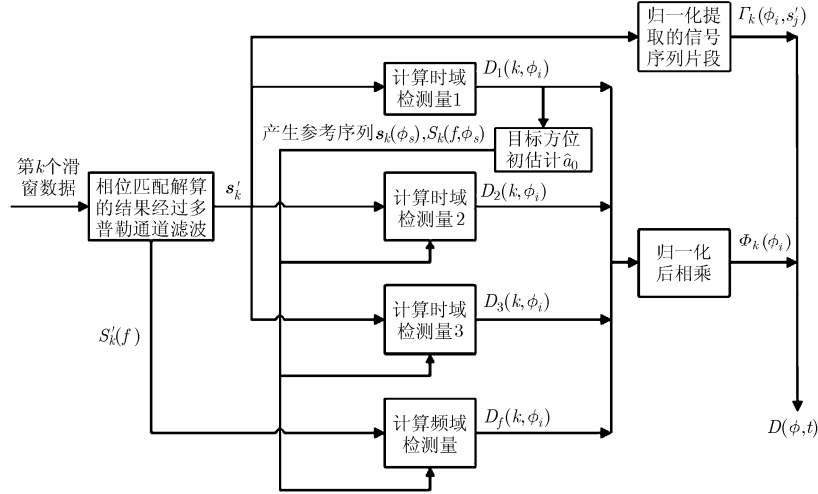 归一化提
取的信号
序列片段
Γₖ(ϕᵢ,s′ⱼ)
计算时域
检测量1
D₁(k,ϕᵢ)
产生参考序列sₖ(ϕₛ),Sₖ(f,ϕₛ)
目标方位
初估计â₀
第k个滑
窗数据
相位匹配解算
的结果经过多
普勒通道滤波
s′ₖ
计算时域
检测量2
D₂(k,ϕᵢ)
归一化
后相乘
Φₖ(ϕᵢ)
计算时域
检测量3
D₃(k,ϕᵢ)
S′ₖ(f)
计算频域
检测量
D_f(k,ϕᵢ)
D(ϕ,t)